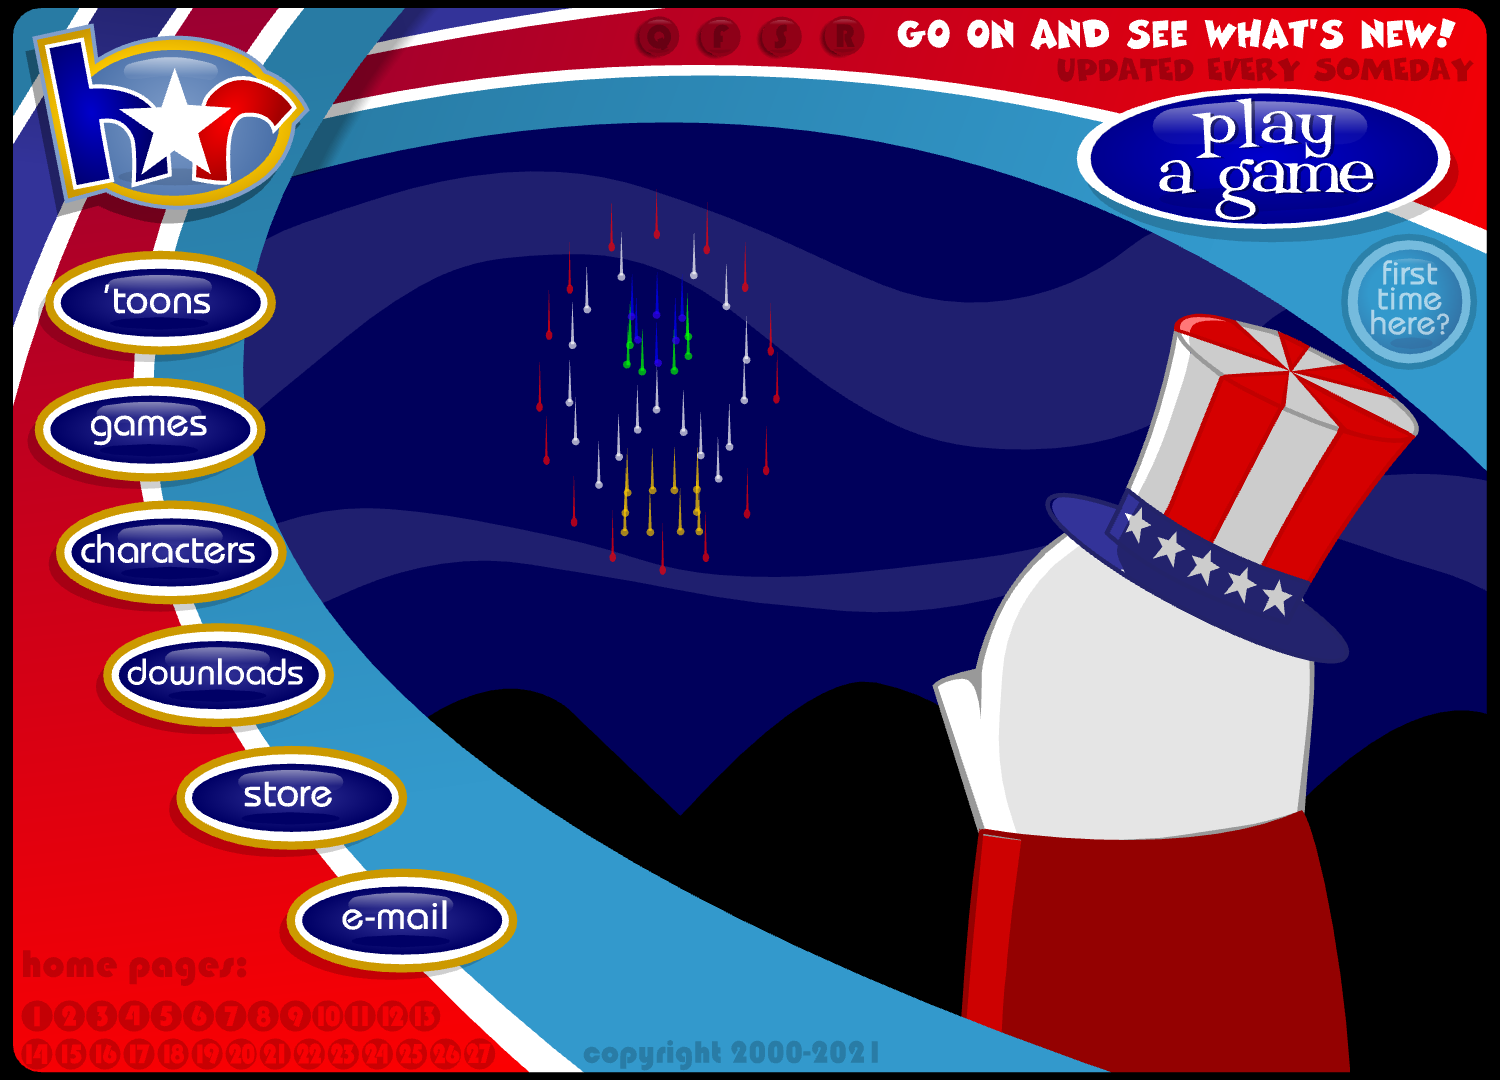 hr
Q F S R
GO ON AND SEE WHAT'S NEW!
UPDATED EVERY SOMEDAY
play
a game
first
time
here?
'toons
games
characters
downloads
store
e-mail
home pages:
1 2 3 4 5 6 7 8 9 10 11 12 13
14 15 16 17 18 19 20 21 22 23 24 25 26 27
copyright 2000-2021